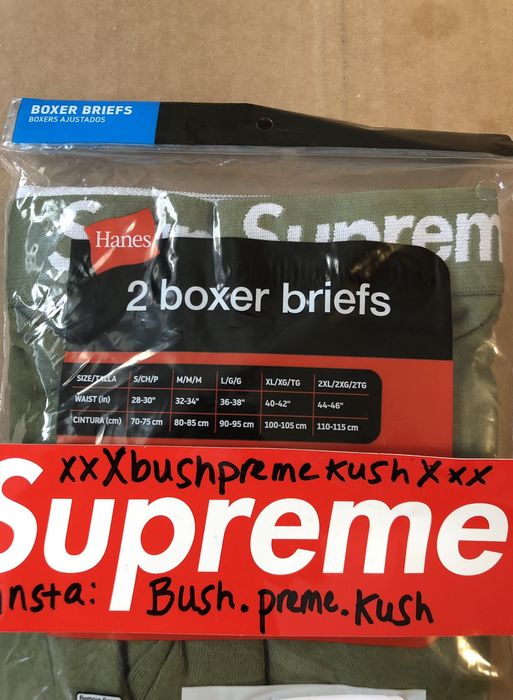 BOXER BRIEFS
BOXERS AJUSTADOS
Suprem
Hanes
2 boxer briefs
SIZE/TALLA S/CH/P M/M/M L/G/G XL/XG/TG 2XL/2XG/2TG
WAIST (in) 28-30" 32-34" 36-38" 40-42" 44-46"
CINTURA (cm) 70-75 cm 80-85 cm 90-95 cm 100-105 cm 110-115 cm
xxXbushpremekushXxx
Supreme
insta: Bush.preme.Kush